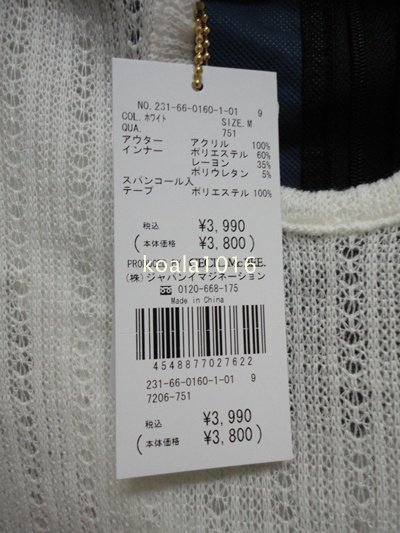 NO. 231-66-0160-1-01 9
COL. ホワイト SIZE. M
QUA. 751
アウター アクリル 100%
インナー ポリエステル 60%
レーヨン 35%
ポリウレタン 5%
スパンコール入
テープ ポリエステル 100%
税込 ¥3,990
(本体価格 ¥3,800)
koala1016
(株)ジャパンイマジネーション
0120-668-175
Made in China
4548877027622
231-66-0160-1-01 9
7206-751
税込 ¥3,990
(本体価格 ¥3,800)